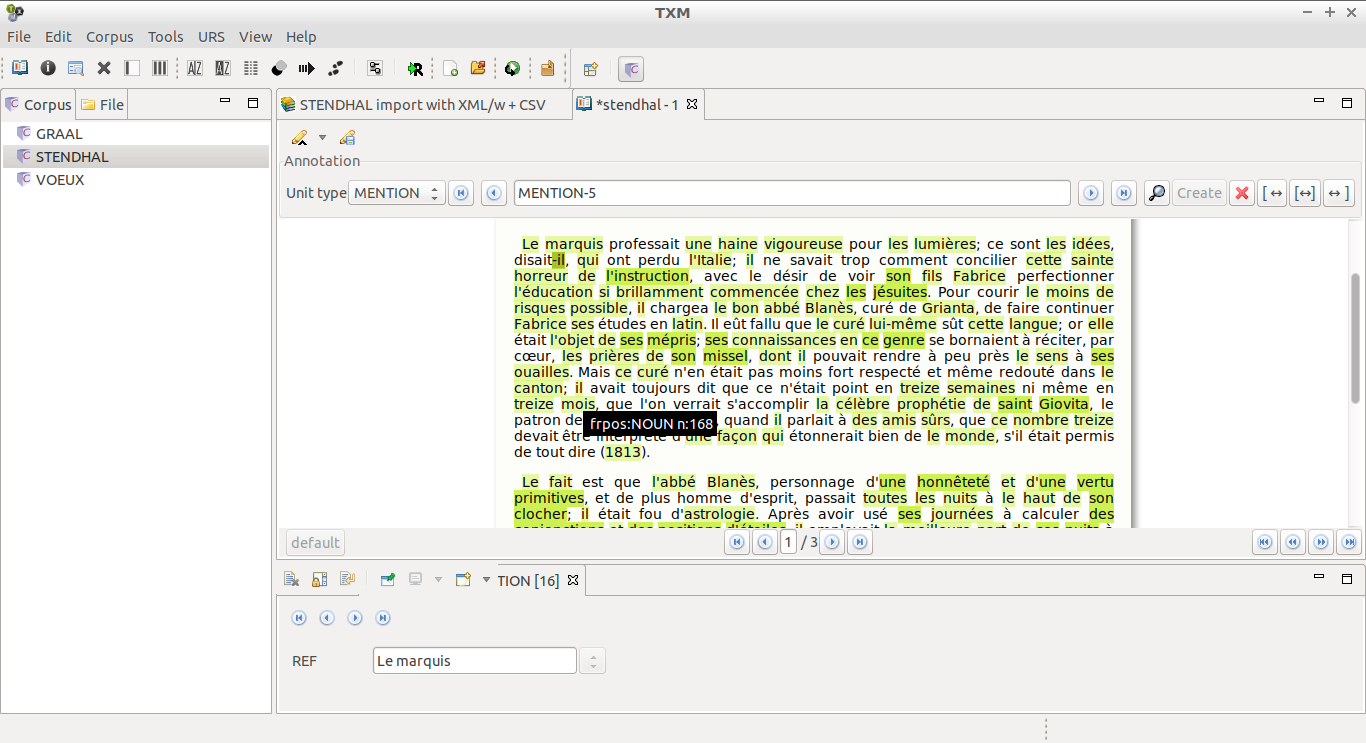 TXM
File Edit Corpus Tools URS View Help
Corpus File
GRAAL
STENDHAL
VOEUX
STENDHAL import with XML/w + CSV *stendhal - 1
Annotation
Unit type MENTION MENTION-5 Create
Le marquis professait une haine vigoureuse pour les lumières; ce sont les idées,
disait-il, qui ont perdu l'Italie; il ne savait trop comment concilier cette sainte
horreur de l'instruction, avec le désir de voir son fils Fabrice perfectionner
l'éducation si brillamment commencée chez les jésuites. Pour courir le moins de
risques possible, il chargea le bon abbé Blanès, curé de Grianta, de faire continuer
Fabrice ses études en latin. Il eût fallu que le curé lui-même sût cette langue; or elle
était l'objet de ses mépris; ses connaissances en ce genre se bornaient à réciter, par
cœur, les prières de son missel, dont il pouvait rendre à peu près le sens à ses
ouailles. Mais ce curé n'en était pas moins fort respecté et même redouté dans le
canton; il avait toujours dit que ce n'était point en treize semaines ni même en
treize mois, que l'on verrait s'accomplir la célèbre prophétie de saint Giovita, le
patron de frpos:NOUN n:168, quand il parlait à des amis sûrs, que ce nombre treize
devait être interprété d'une façon qui étonnerait bien de le monde, s'il était permis
de tout dire (1813).
Le fait est que l'abbé Blanès, personnage d'une honnêteté et d'une vertu
primitives, et de plus homme d'esprit, passait toutes les nuits à le haut de son
clocher; il était fou d'astrologie. Après avoir usé ses journées à calculer des
conjonctions et des positions d'étoiles, il employait la meilleure part de ses nuits à
default 1 / 3
TION [16]
REF Le marquis